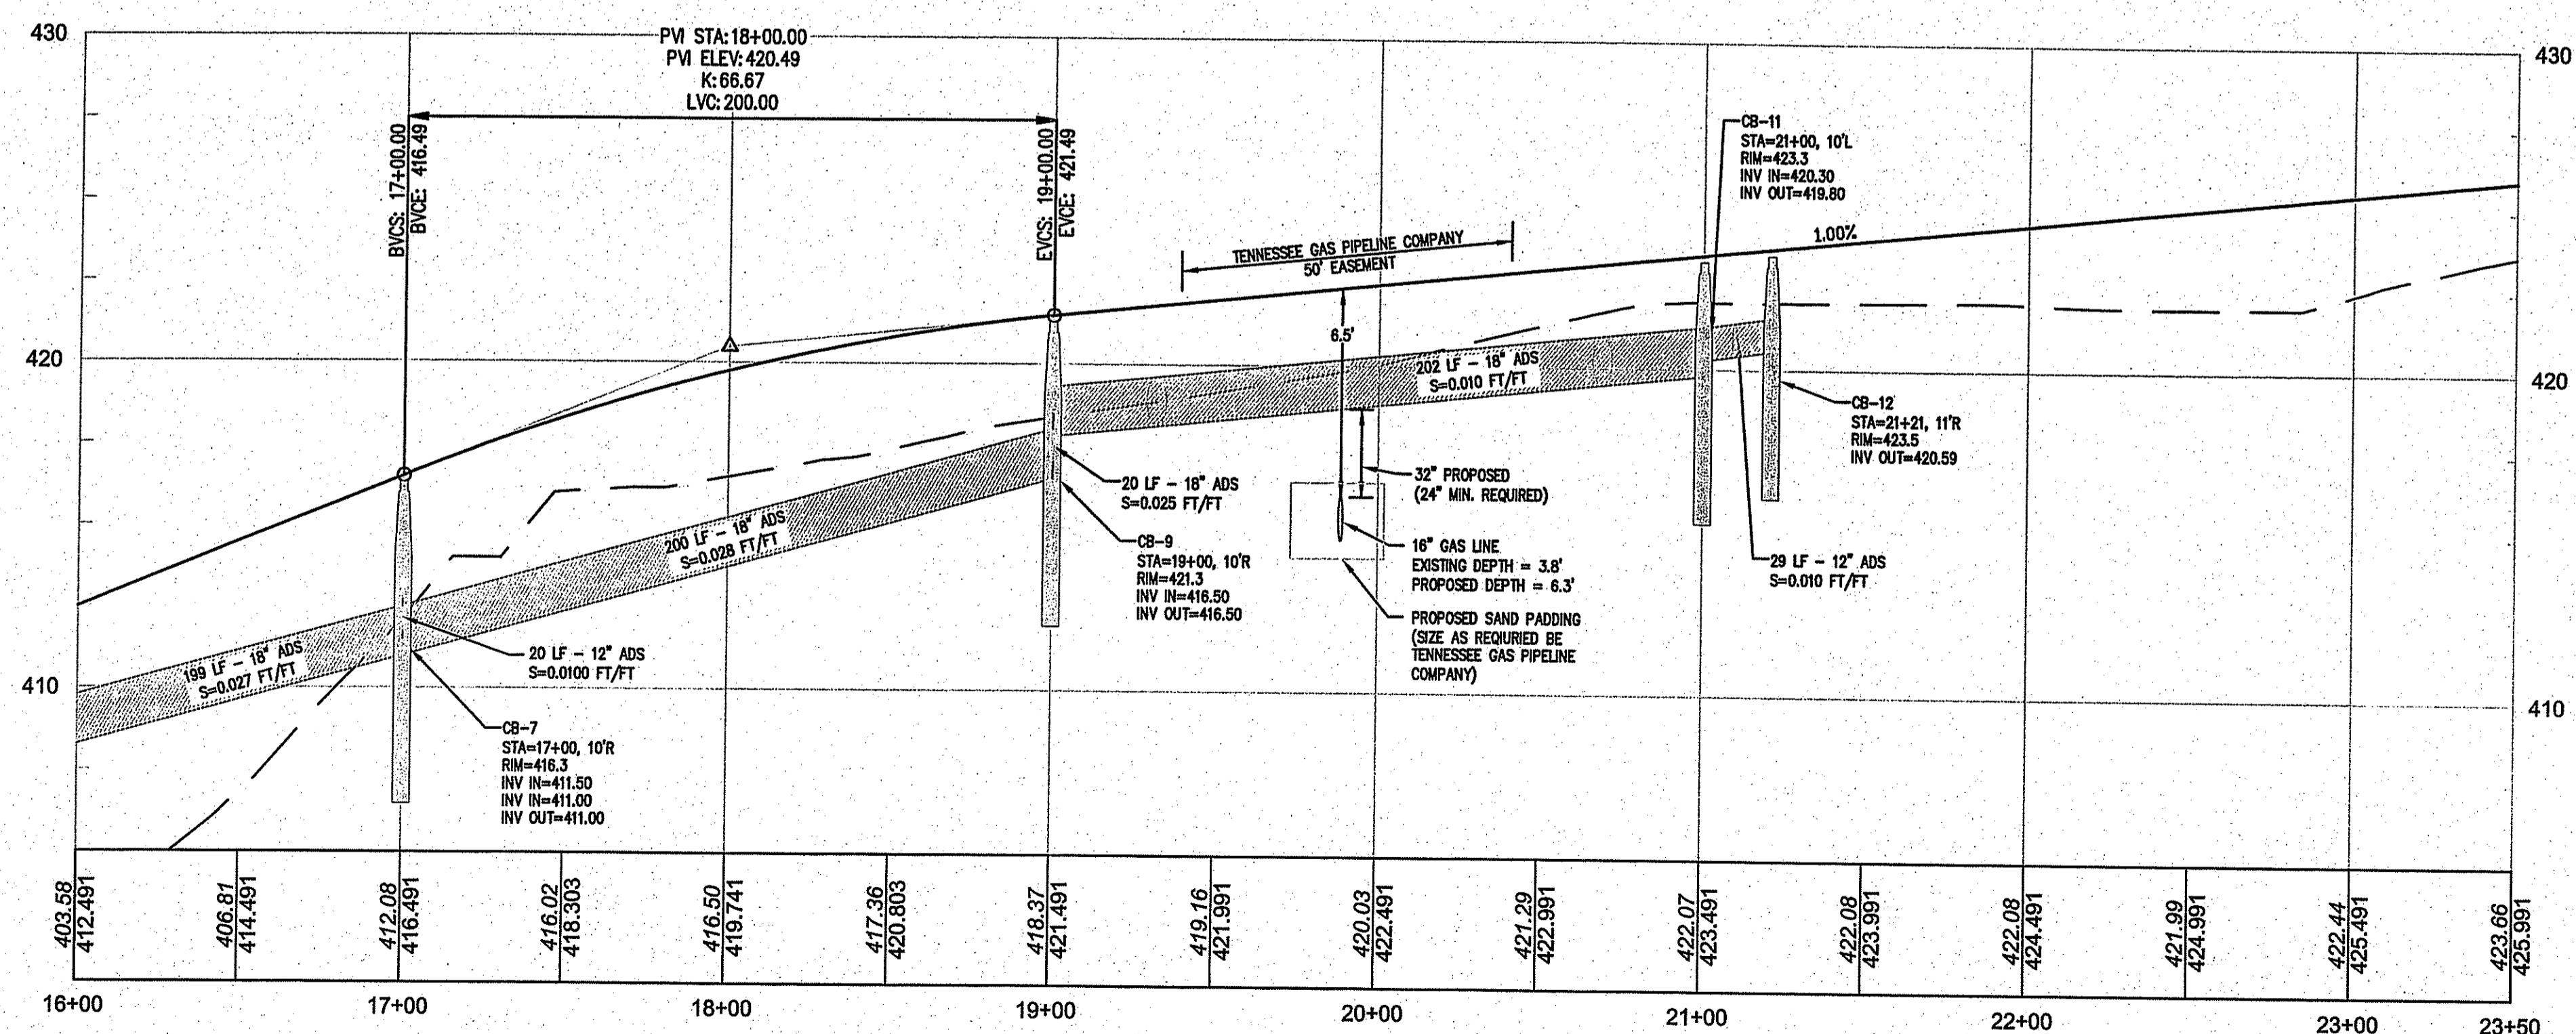 430
430
PVI STA:18+00.00
PVI ELEV:420.49
K:66.67
LVC:200.00
BVCS: 17+00.00
BVCE: 416.49
EVCS: 19+00.00
EVCE: 421.49
CB-11
STA=21+00, 10'L
RIM=423.3
INV IN=420.30
INV OUT=419.80
TENNESSEE GAS PIPELINE COMPANY
50' EASEMENT
1.00%
6.5'
420
420
202 LF - 18" ADS
S=0.010 FT/FT
CB-12
STA=21+21, 11'R
RIM=423.5
INV OUT=420.59
20 LF - 18" ADS
S=0.025 FT/FT
32" PROPOSED
(24" MIN. REQUIRED)
200 LF - 18" ADS
S=0.028 FT/FT
CB-9
STA=19+00, 10'R
RIM=421.3
INV IN=416.50
INV OUT=416.50
16" GAS LINE
EXISTING DEPTH = 3.8'
PROPOSED DEPTH = 6.3'
29 LF - 12" ADS
S=0.010 FT/FT
PROPOSED SAND PADDING
(SIZE AS REQIURIED BE
TENNESSEE GAS PIPELINE
COMPANY)
199 LF - 18" ADS
S=0.027 FT/FT
20 LF - 12" ADS
S=0.0100 FT/FT
410
410
CB-7
STA=17+00, 10'R
RIM=416.3
INV IN=411.50
INV IN=411.00
INV OUT=411.00
403.58
412.491
406.81
414.491
412.08
416.491
416.02
418.303
416.50
419.741
417.36
420.803
418.37
421.491
419.16
421.991
420.03
422.491
421.29
422.991
422.07
423.491
422.08
423.991
422.08
424.491
421.99
424.991
422.44
425.491
423.66
425.991
16+00
17+00
18+00
19+00
20+00
21+00
22+00
23+00
23+50